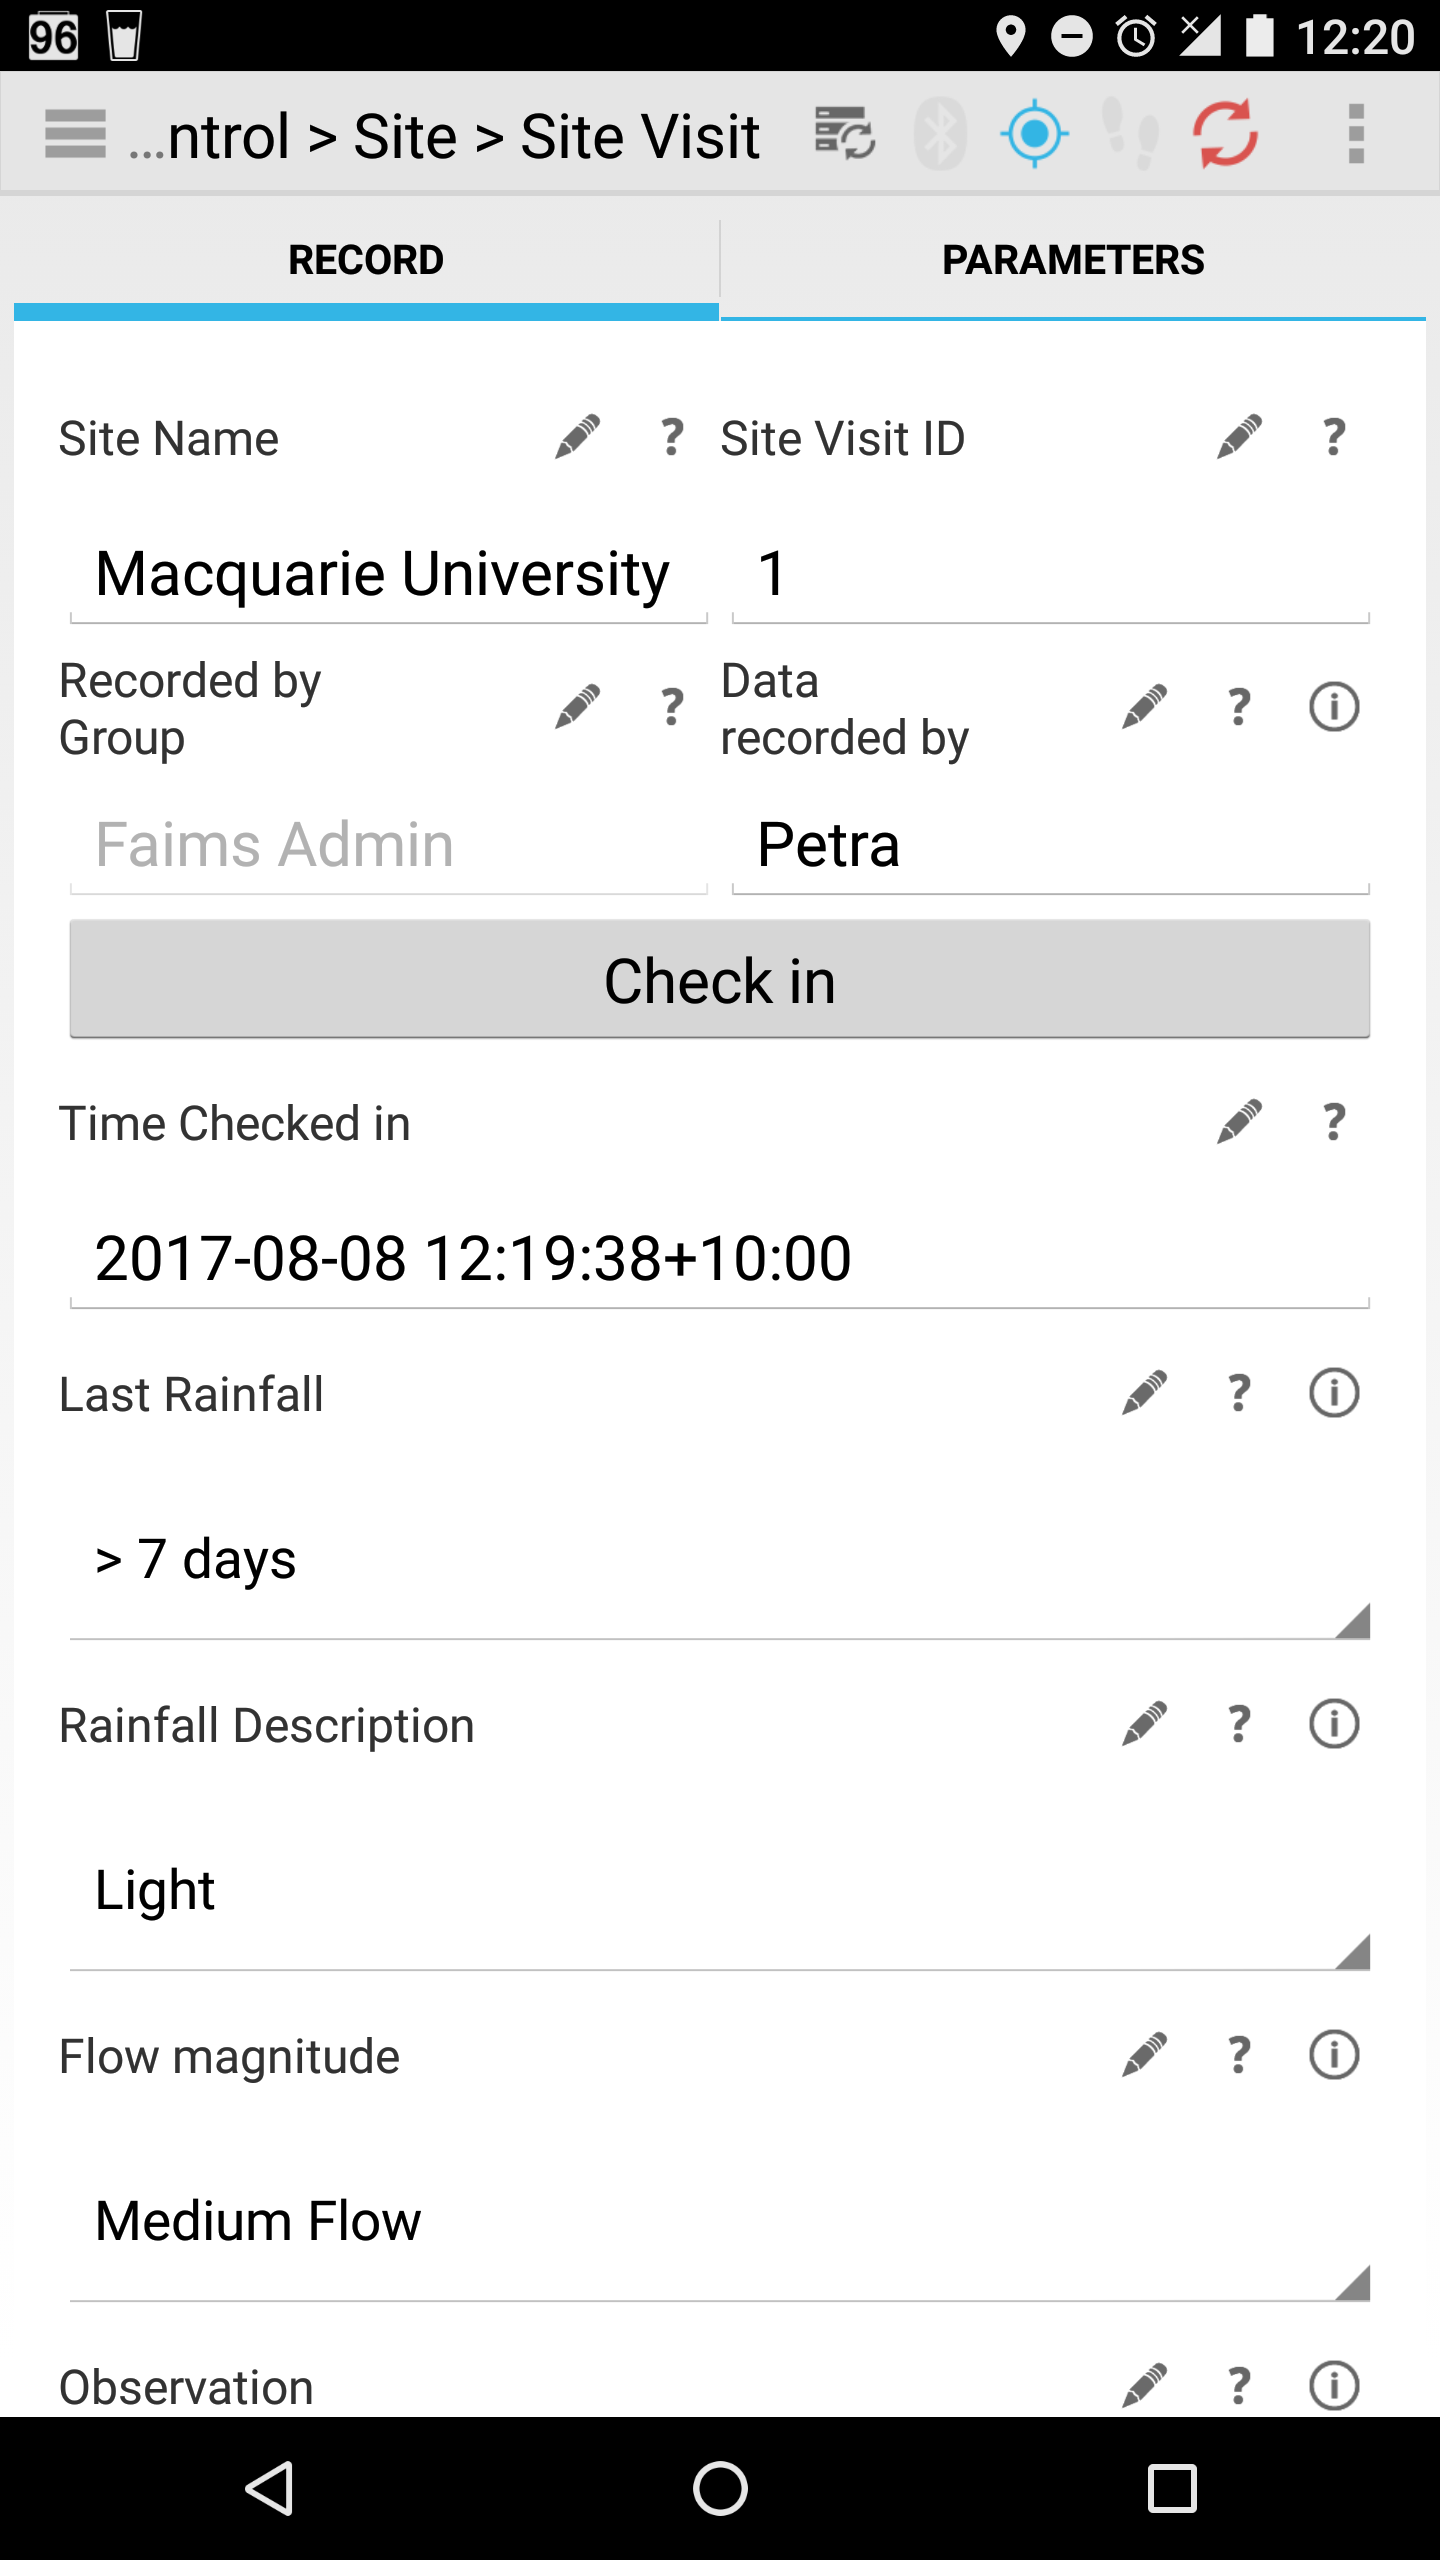 96 12:20
...ntrol > Site > Site Visit
RECORD PARAMETERS
Site Name ? Site Visit ID ?
Macquarie University 1
Recorded by Group ? Data recorded by ?
Faims Admin Petra
Check in
Time Checked in ?
2017-08-08 12:19:38+10:00
Last Rainfall ?
> 7 days
Rainfall Description ?
Light
Flow magnitude ?
Medium Flow
Observation ?